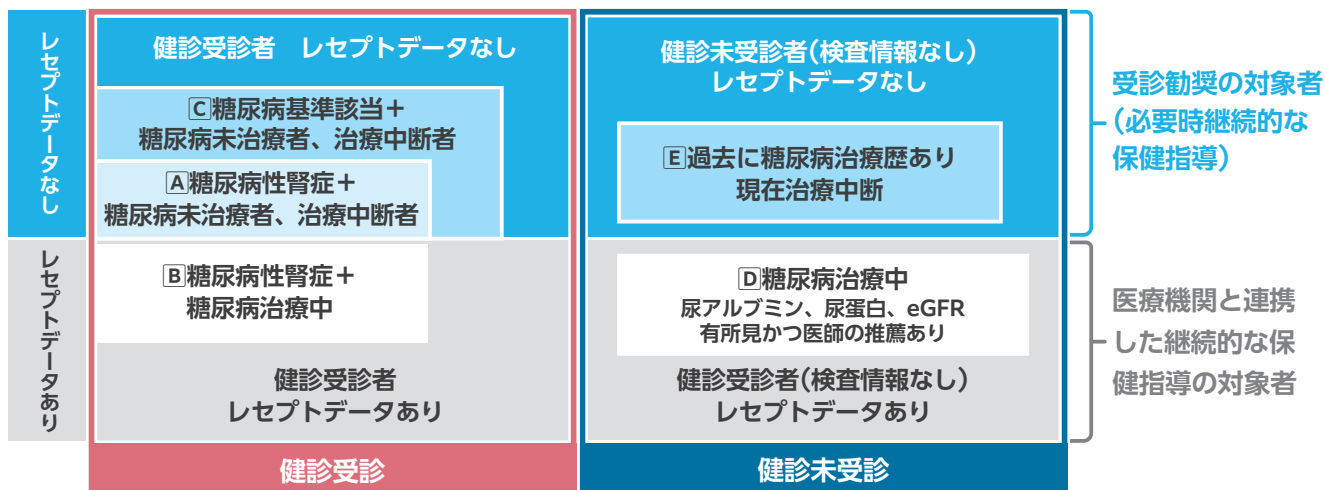 レセプトデータなし
健診受診者 レセプトデータなし
C糖尿病基準該当+
糖尿病未治療者、治療中断者
A糖尿病性腎症+
糖尿病未治療者、治療中断者
健診未受診者(検査情報なし)
レセプトデータなし
E過去に糖尿病治療歴あり
現在治療中断
受診勧奨の対象者
(必要時継続的な
保健指導)
レセプトデータあり
B糖尿病性腎症+
糖尿病治療中
健診受診者
レセプトデータあり
D糖尿病治療中
尿アルブミン、尿蛋白、eGFR
有所見かつ医師の推薦あり
健診受診者(検査情報なし)
レセプトデータあり
医療機関と連携
した継続的な保
健指導の対象者
健診受診
健診未受診